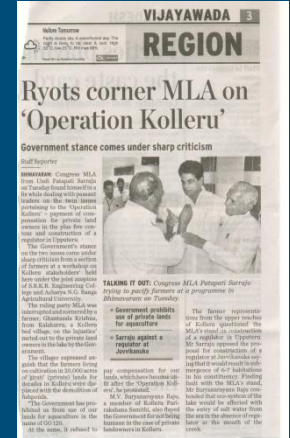 VIJAYAWADA 3
REGION
Vellore Tomorrow
Ryots corner MLA on
‘Operation Kolleru’
Government stance comes under sharp criticism
Staff Reporter
BHIMAVARAM: Congress MLA
from Undi Patapati Sarraju
on Tuesday found himself in a
fix while dealing with peasant
leaders on the twin issues
pertaining to the ‘Operation
Kolleru’ – payment of com-
pensation for private land
owners in the plus five con-
tour and construction of a
regulator in Upputeru.
The Government's stance
on the two issues came under
sharp criticism from a section
of farmers at a workshop on
Kolleru stakeholders held
here under the joint auspices
of S.R.K.R. Engineering Col-
lege and Acharya N.G. Ranga
Agricultural University.
The ruling party MLA was
interrupted and cornered by a
farmer, Ghantasala Krishna,
from Kalakurru, a Kolleru
bed village, on the injustice
meted out to the private land
owners in the lake by the Gov-
ernment.
The villagers expressed an-
guish that the farmers living
on cultivation in 20,000 acres
of ‘jirati’ (private) lands for
decades in Kolleru were dis-
placed with the demolition of
fishponds.
“The Government has pro-
hibited us from use of our
lands for aquaculture in the
name of GO 120.
At the same, it refused to
TALKING IT OUT: Congress MLA Patapati Sarraju
trying to pacify farmers at a programme in
Bhimavaram on Tuesday.
Government prohibits
use of private lands
for aquaculture
Sarraju against a
regulator at
Juvvikanuka
pay compensation for our
lands, which have become un-
fit after the ‘Operation Koll-
eru’, he protested.
M.V. Suryanarayana Raju,
a member of Kolleru Pari-
rakshana Samithi, also flayed
the Government for not being
humane in the case of private
landowners in Kolleru.
The farmer representa-
tives from the upper reaches
of Kolleru questioned the
MLA's stand on construction
of a regulator in Upputeru.
Mr Sarraju opposed the pro-
posal for construction of a
regulator at Juvvikanuka say-
ing that it would result in sub-
mergence of 6-7 habitations
in his constituency. Finding
fault with the MLA's stand,
Mr Suryanarayana Raju con-
tended that eco-system of the
lake would be affected with
the entry of salt water from
the sea in the absence of regu-
lator at the mouth of the
creek.